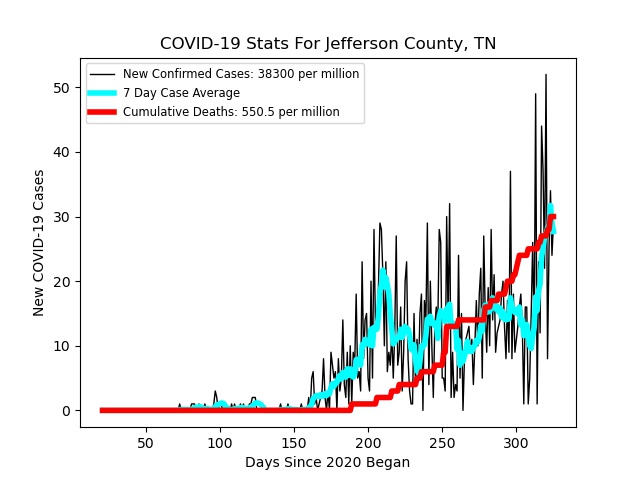 COVID-19 Stats For Jefferson County, TN
New Confirmed Cases: 38300 per million
7 Day Case Average
Cumulative Deaths: 550.5 per million
New COVID-19 Cases
50
40
30
20
10
0
50 100 150 200 250 300
Days Since 2020 Began